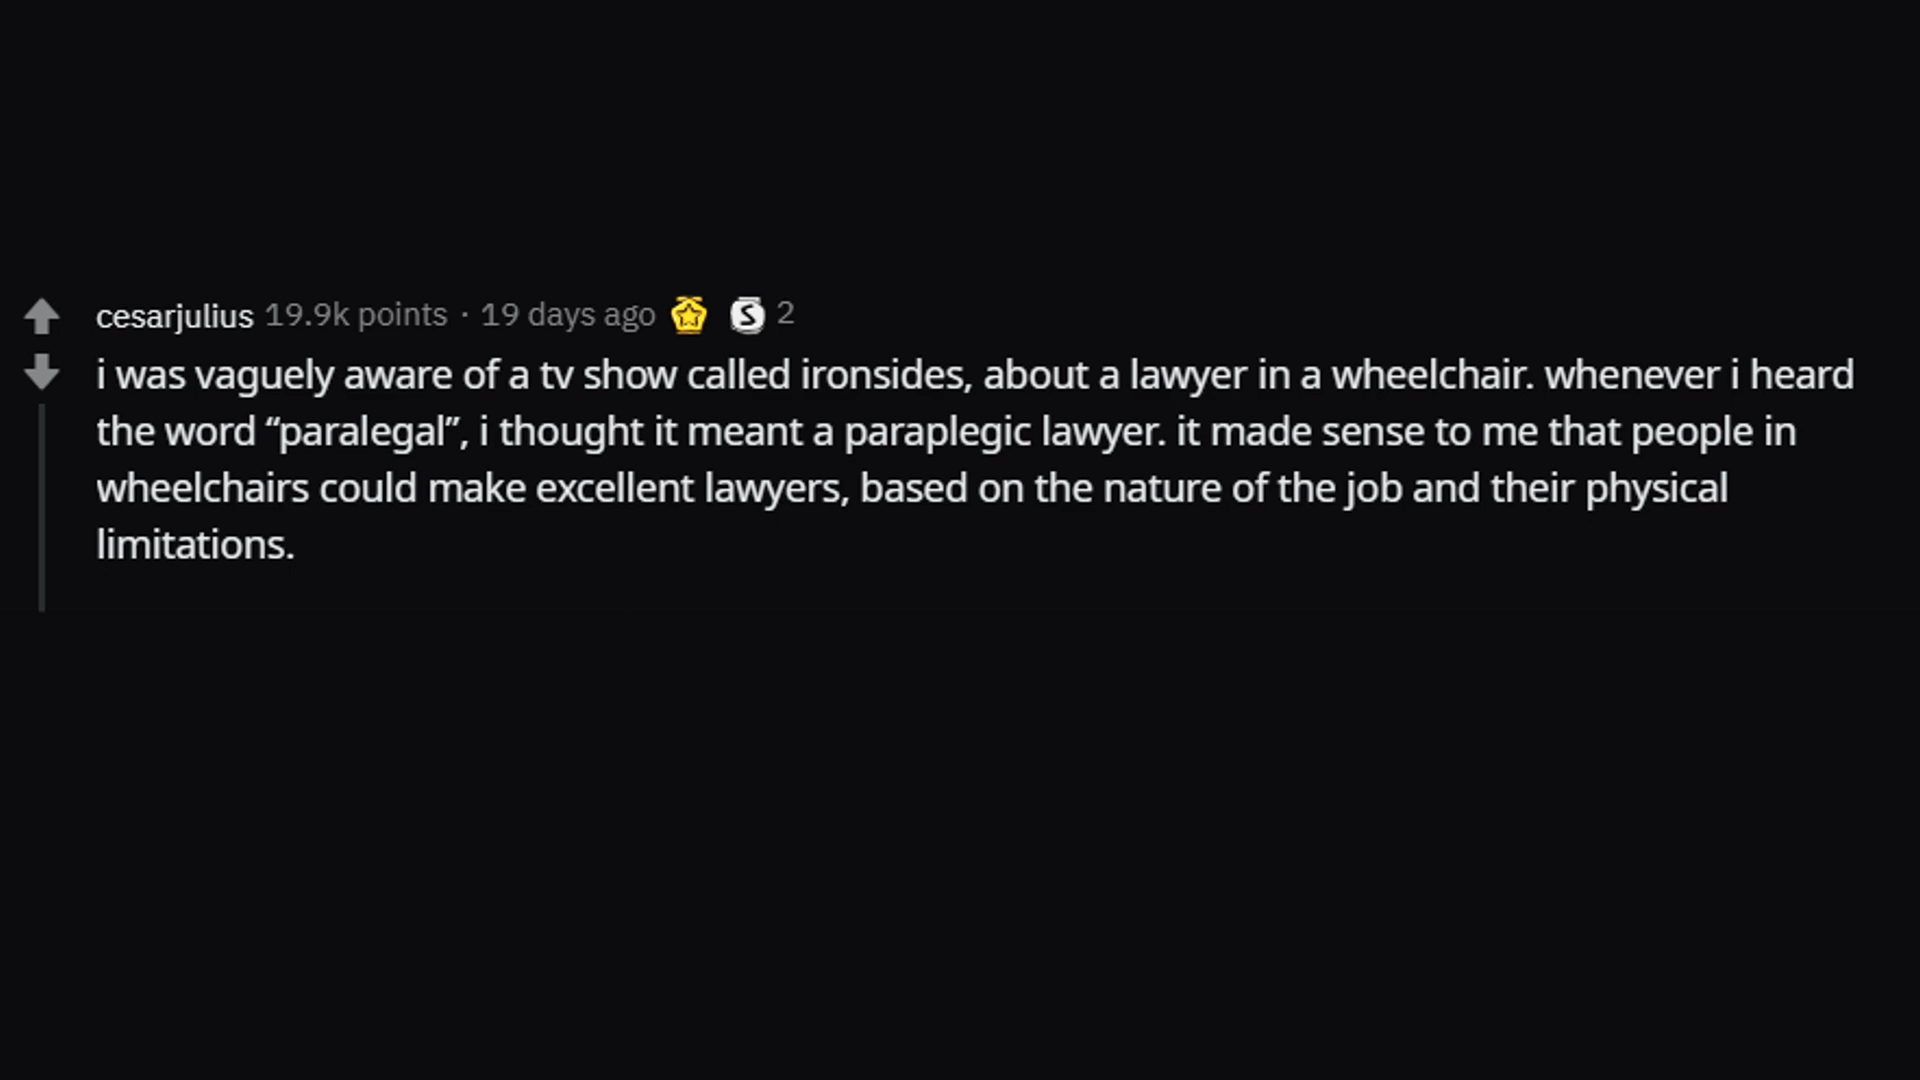 cesarjulius 19.9k points · 19 days ago S 2
i was vaguely aware of a tv show called ironsides, about a lawyer in a wheelchair. whenever i heard
the word “paralegal”, i thought it meant a paraplegic lawyer. it made sense to me that people in
wheelchairs could make excellent lawyers, based on the nature of the job and their physical
limitations.